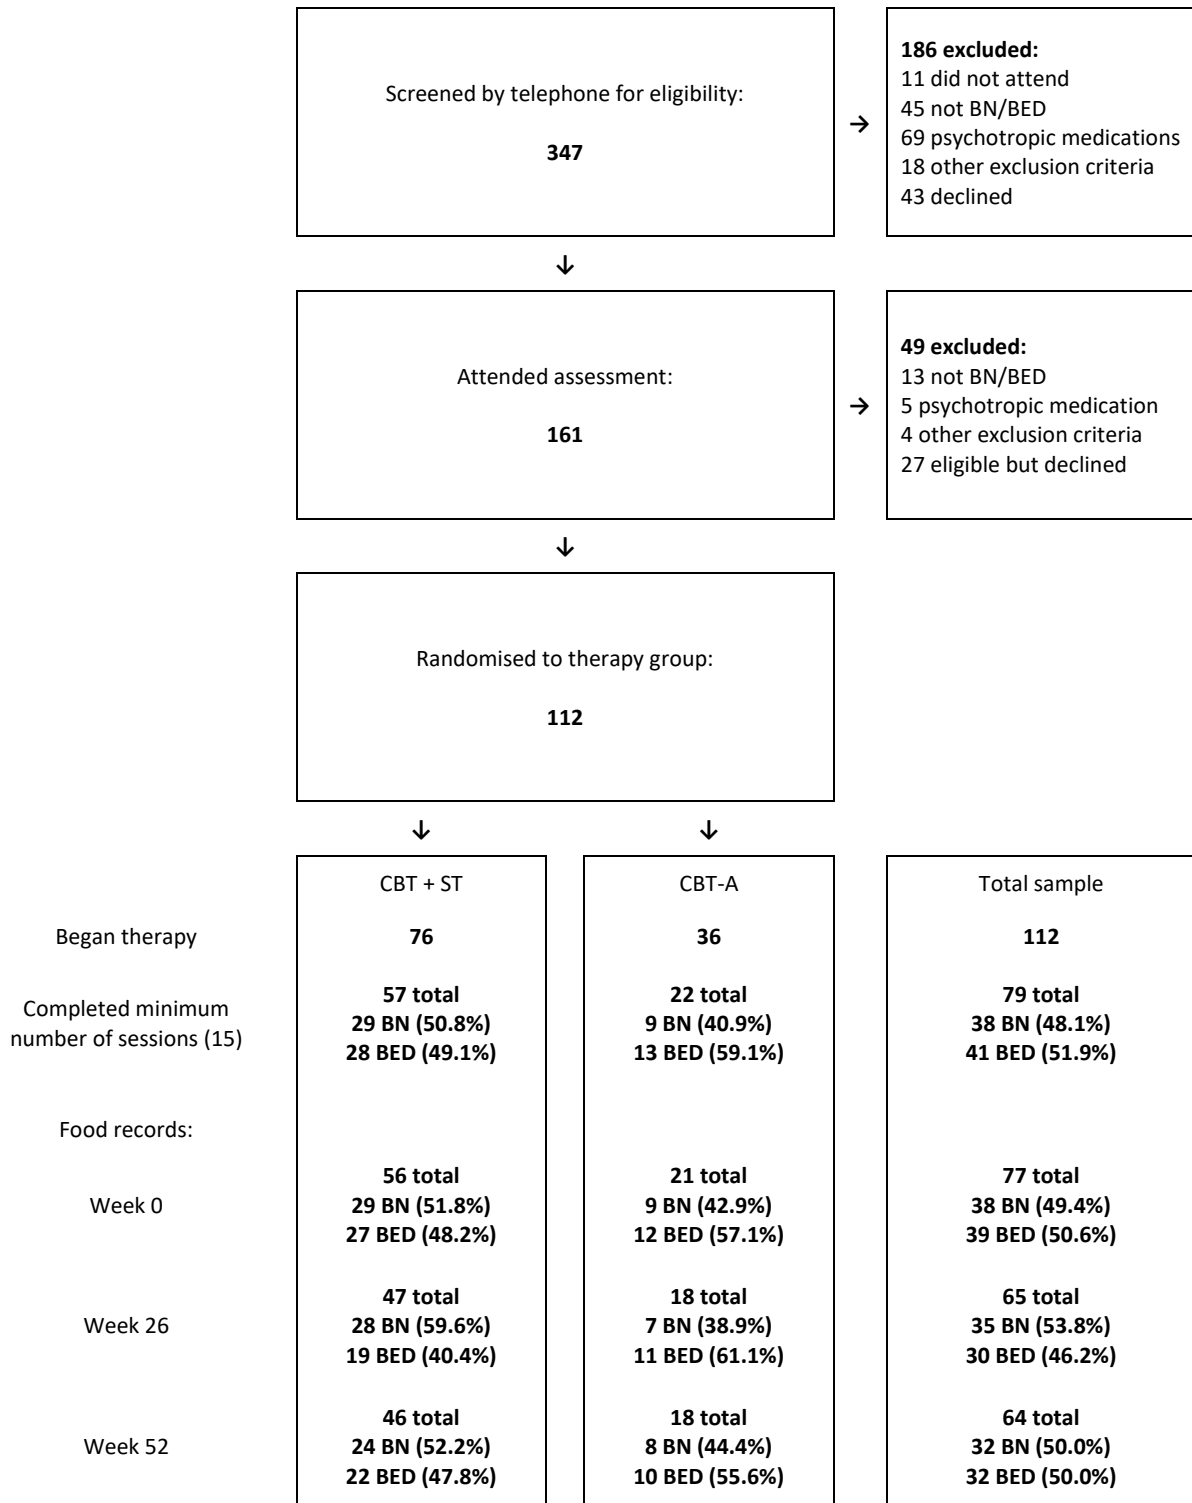 Screened by telephone for eligibility:
347
→
186 excluded:
11 did not attend
45 not BN/BED
69 psychotropic medications
18 other exclusion criteria
43 declined
↓
Attended assessment:
161
→
49 excluded:
13 not BN/BED
5 psychotropic medication
4 other exclusion criteria
27 eligible but declined
↓
Randomised to therapy group:
112
↓ ↓
CBT + ST CBT-A Total sample
Began therapy 76 36 112
Completed minimum
number of sessions (15)
57 total 22 total 79 total
29 BN (50.8%) 9 BN (40.9%) 38 BN (48.1%)
28 BED (49.1%) 13 BED (59.1%) 41 BED (51.9%)
Food records:
Week 0
56 total 21 total 77 total
29 BN (51.8%) 9 BN (42.9%) 38 BN (49.4%)
27 BED (48.2%) 12 BED (57.1%) 39 BED (50.6%)
Week 26
47 total 18 total 65 total
28 BN (59.6%) 7 BN (38.9%) 35 BN (53.8%)
19 BED (40.4%) 11 BED (61.1%) 30 BED (46.2%)
Week 52
46 total 18 total 64 total
24 BN (52.2%) 8 BN (44.4%) 32 BN (50.0%)
22 BED (47.8%) 10 BED (55.6%) 32 BED (50.0%)